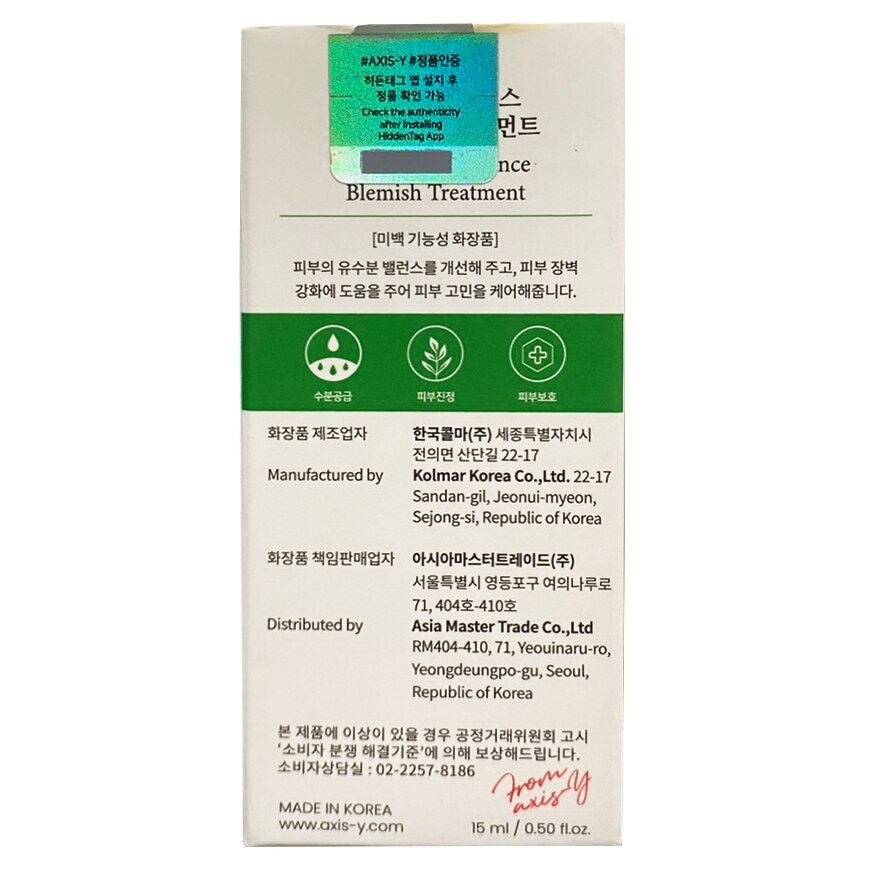 #AXIS-Y #정품인증
히든태그 앱 설치 후
정품 확인 가능
Check the authenticity
after installing
HiddenTag App
스
먼트
nce
Blemish Treatment
[미백 기능성 화장품]
피부의 유수분 밸런스를 개선해 주고, 피부 장벽
강화에 도움을 주어 피부 고민을 케어해줍니다.
수분공급 피부진정 피부보호
화장품 제조업자 한국콜마(주) 세종특별자치시
전의면 산단길 22-17
Manufactured by Kolmar Korea Co.,Ltd. 22-17
Sandan-gil, Jeonui-myeon,
Sejong-si, Republic of Korea
화장품 책임판매업자 아시아마스터트레이드(주)
서울특별시 영등포구 여의나루로
71, 404호-410호
Distributed by Asia Master Trade Co.,Ltd
RM404-410, 71, Yeouinaru-ro,
Yeongdeungpo-gu, Seoul,
Republic of Korea
본 제품에 이상이 있을 경우 공정거래위원회 고시
'소비자 분쟁 해결기준'에 의해 보상해드립니다.
소비자상담실 : 02-2257-8186
From
axis-Y
MADE IN KOREA
www.axis-y.com 15 ml / 0.50 fl.oz.